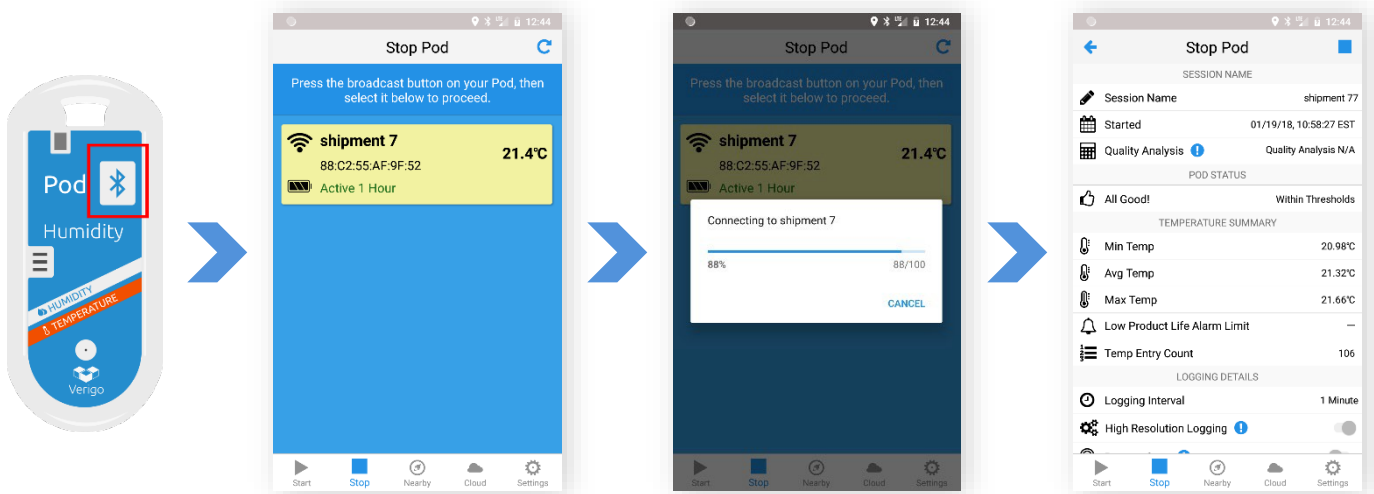 Pod
Humidity
HUMIDITY
TEMPERATURE
Verigo
12:44
Stop Pod
Press the broadcast button on your Pod, then
select it below to proceed.
shipment 7
21.4°C
88:C2:55:AF:9F:52
Active 1 Hour
Start
Stop
Nearby
Cloud
Settings
12:44
Stop Pod
Press the broadcast button on your Pod, then
select it below to proceed.
shipment 7
21.4°C
88:C2:55:AF:9F:52
Active 1 Hour
Connecting to shipment 7
88% 88/100
CANCEL
Start
Stop
Nearby
Cloud
Settings
12:44
Stop Pod
SESSION NAME
Session Name shipment 77
Started 01/19/18, 10:58:27 EST
Quality Analysis Quality Analysis N/A
POD STATUS
All Good! Within Thresholds
TEMPERATURE SUMMARY
Min Temp 20.98°C
Avg Temp 21.32°C
Max Temp 21.66°C
Low Product Life Alarm Limit —
Temp Entry Count 106
LOGGING DETAILS
Logging Interval 1 Minute
High Resolution Logging
Start
Stop
Nearby
Cloud
Settings